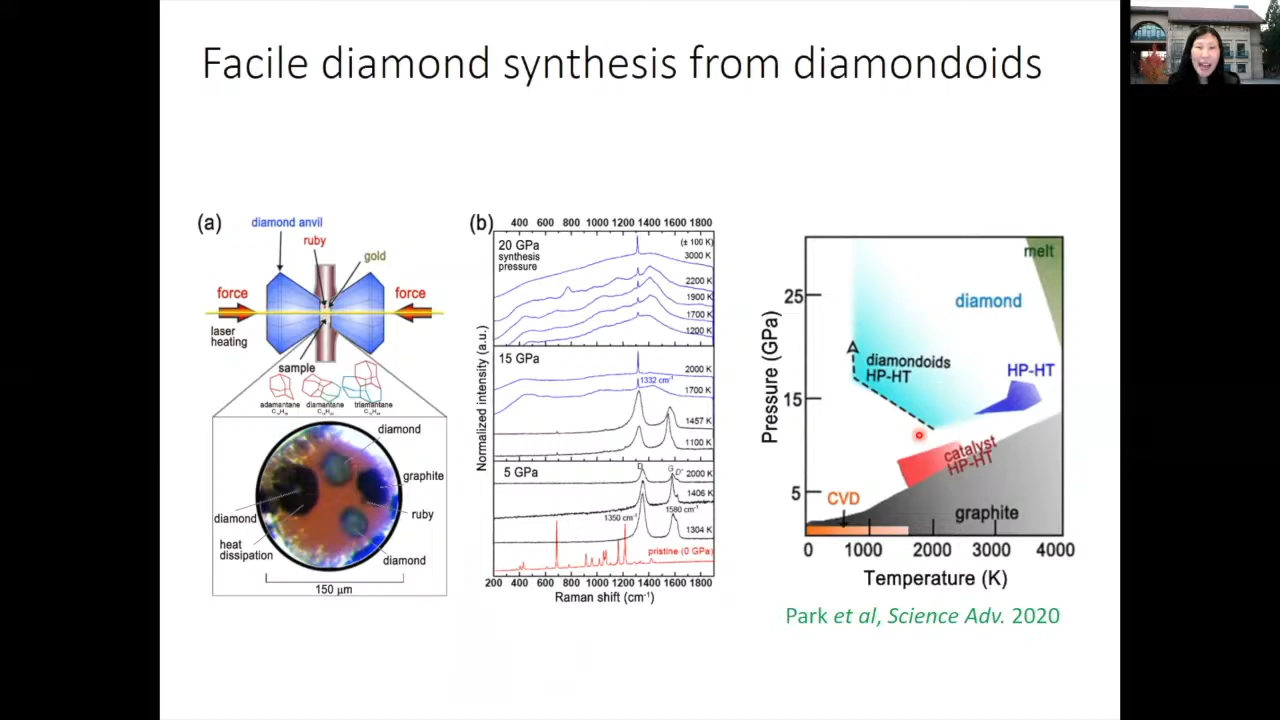 Facile diamond synthesis from diamondoids
(a)
diamond anvil
ruby
gold
force
force
laser
heating
sample
adamantane
diamantane
triamantane
diamond
graphite
diamond
ruby
heat
dissipation
diamond
150 μm
(b)
400 600 800 1000 1200 1400 1600 1800
20 GPa
synthesis
pressure
(± 100 K)
3000 K
2200 K
1900 K
1700 K
1200 K
15 GPa
2000 K
1332 cm⁻¹
1700 K
1457 K
1100 K
5 GPa
D
G
D'
2000 K
1406 K
1350 cm⁻¹
1580 cm⁻¹
1304 K
pristine (0 GPa)
200 400 600 800 1000 1200 1400 1600 1800
Raman shift (cm⁻¹)
Normalized intensity (a.u.)
melt
25
diamond
diamondoids
HP-HT
HP-HT
15
catalyst
HP-HT
5
CVD
graphite
0 1000 2000 3000 4000
Temperature (K)
Pressure (GPa)
Park et al, Science Adv. 2020